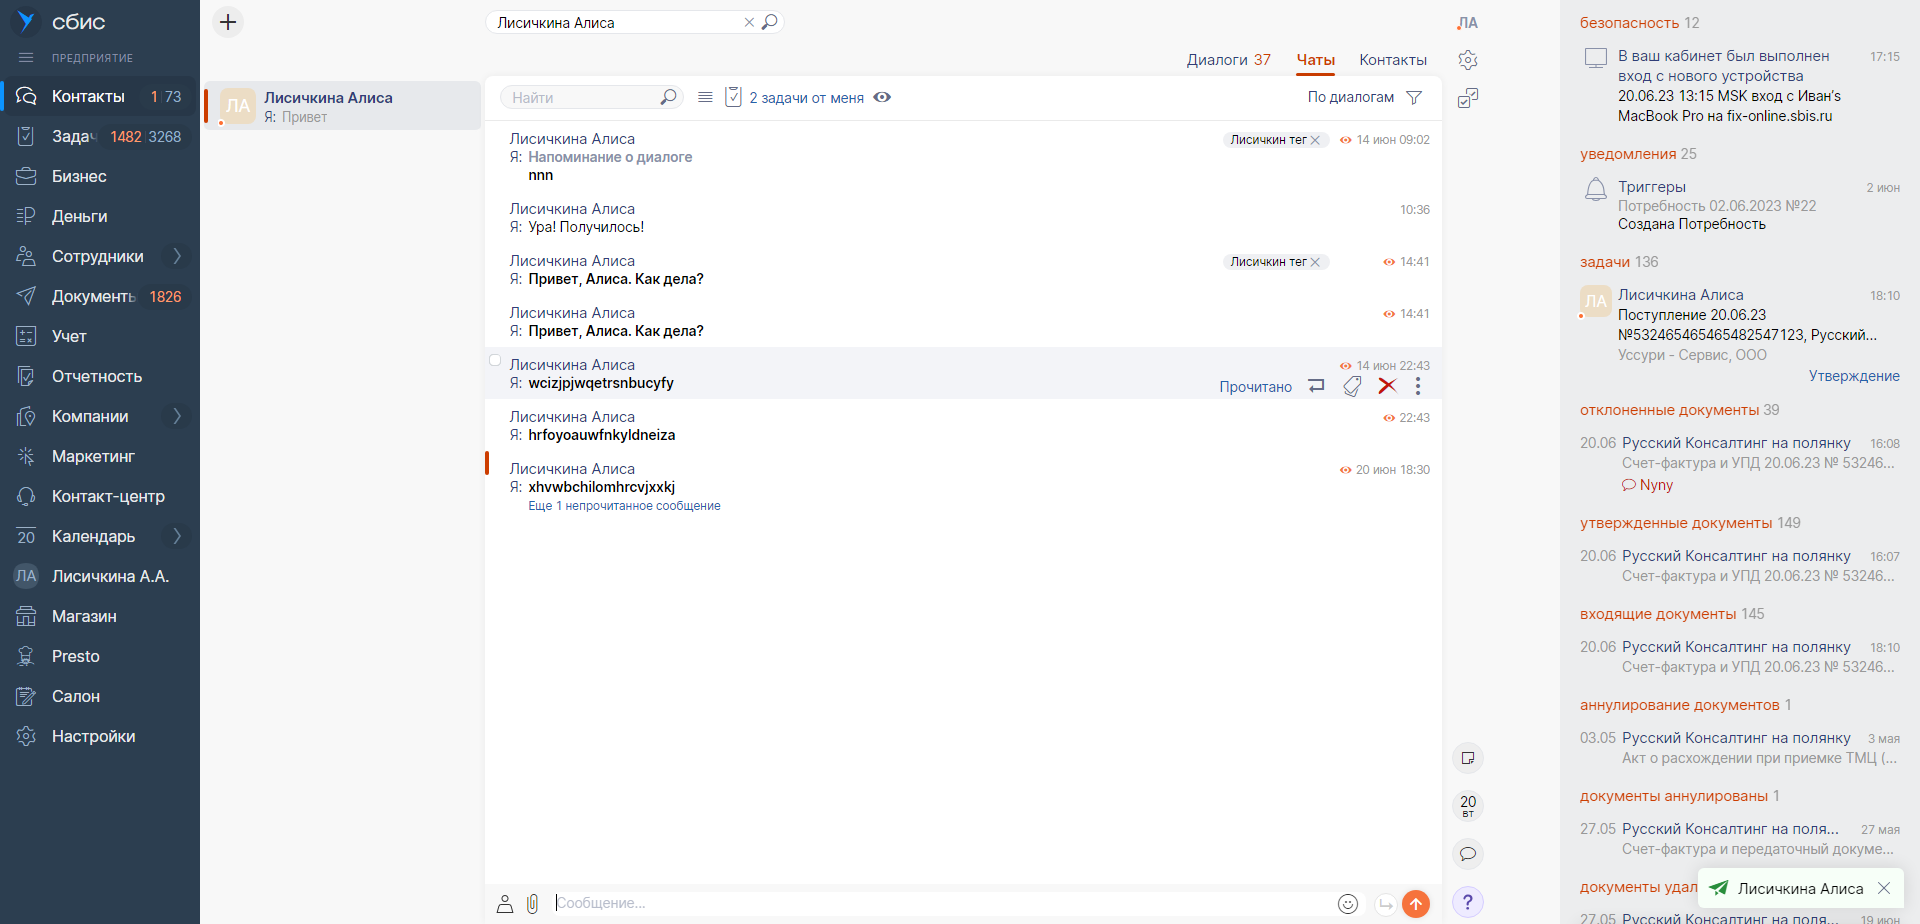 сбис
ПРЕДПРИЯТИЕ
Контакты 1 73
Задач 1482 3268
Бизнес
Деньги
Сотрудники
Документы 1826
Учет
Отчетность
Компании
Маркетинг
Контакт-центр
20 Календарь
ЛА Лисичкина А.А.
Магазин
Presto
Салон
Настройки
Лисичкина Алиса
Диалоги 37 Чаты Контакты
ЛА Лисичкина Алиса
Я: Привет
Найти 2 задачи от меня По диалогам
Лисичкина Алиса Лисичкин тег 14 июн 09:02
Я: Напоминание о диалоге
nnn
Лисичкина Алиса 10:36
Я: Ура! Получилось!
Лисичкина Алиса Лисичкин тег 14:41
Я: Привет, Алиса. Как дела?
Лисичкина Алиса 14:41
Я: Привет, Алиса. Как дела?
Лисичкина Алиса 14 июн 22:43
Я: wcizjpjwqetrsnbucyfy Прочитано
Лисичкина Алиса 22:43
Я: hrfoyoauwfnkyldneiza
Лисичкина Алиса 20 июн 18:30
Я: xhvwbchilomhrcvjxxkj
Еще 1 непрочитанное сообщение
Сообщение...
ЛА
20
ВТ
?
безопасность 12
В ваш кабинет был выполнен 17:15
вход с нового устройства
20.06.23 13:15 MSK вход с Иван’s
MacBook Pro на fix-online.sbis.ru
уведомления 25
Триггеры 2 июн
Потребность 02.06.2023 №22
Создана Потребность
задачи 136
ЛА Лисичкина Алиса 18:10
Поступление 20.06.23
№532465465465482547123, Русский...
Уссури - Сервис, ООО
Утверждение
отклоненные документы 39
20.06 Русский Консалтинг на полянку 16:08
Счет-фактура и УПД 20.06.23 № 53246...
Nyny
утвержденные документы 149
20.06 Русский Консалтинг на полянку 16:07
Счет-фактура и УПД 20.06.23 № 53246...
входящие документы 145
20.06 Русский Консалтинг на полянку 18:10
Счет-фактура и УПД 20.06.23 № 53246...
аннулирование документов 1
03.05 Русский Консалтинг на полянку 3 мая
Акт о расхождении при приемке ТМЦ (...
документы аннулированы 1
27.05 Русский Консалтинг на поля... 27 мая
Счет-фактура и передаточный докуме...
документы удал
Лисичкина Алиса
27.05 Русский Консалтинг на поля... 19 июн